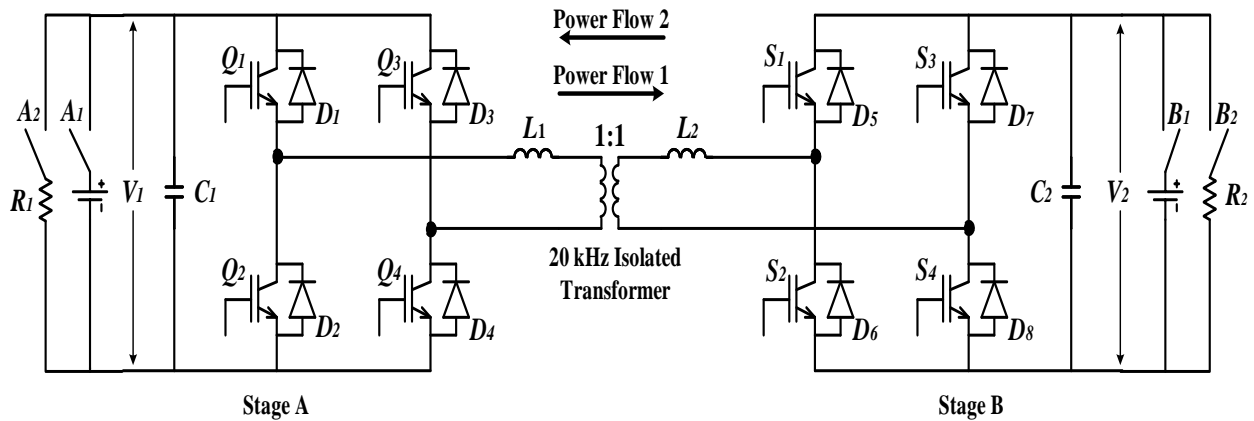 Power Flow 2
Power Flow 1
A2
A1
R1
V1
C1
Q1
D1
Q3
D3
Q2
D2
Q4
D4
L1
1:1
L2
20 kHz Isolated
Transformer
S1
D5
S3
D7
S2
D6
S4
D8
C2
V2
B1
B2
R2
+
-
+
-
Stage A
Stage B